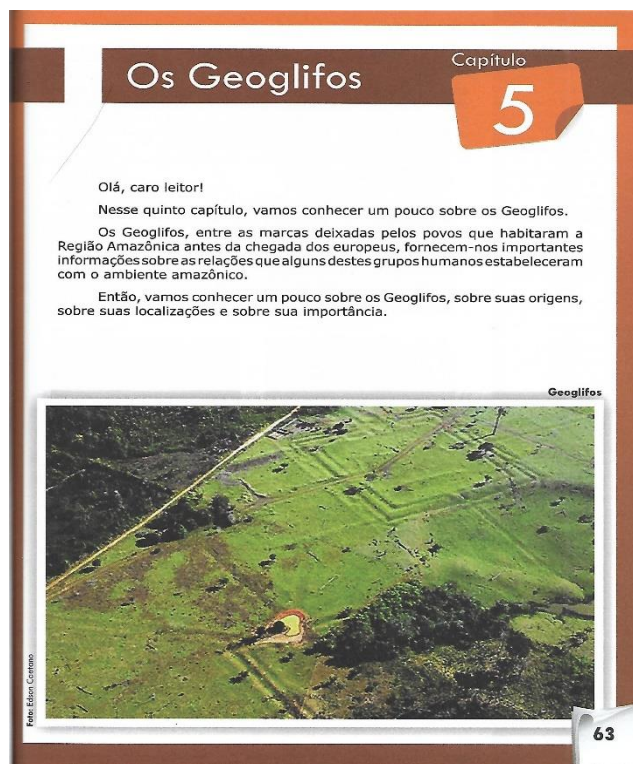 Os Geoglifos
Capítulo
5
Olá, caro leitor!
Nesse quinto capítulo, vamos conhecer um pouco sobre os Geoglifos.
Os Geoglifos, entre as marcas deixadas pelos povos que habitaram a
Região Amazônica antes da chegada dos europeus, fornecem-nos importantes
informações sobre as relações que alguns destes grupos humanos estabeleceram
com o ambiente amazônico.
Então, vamos conhecer um pouco sobre os Geoglifos, sobre suas origens,
sobre suas localizações e sobre sua importância.
Geoglifos
Foto: Edson Caetano
63